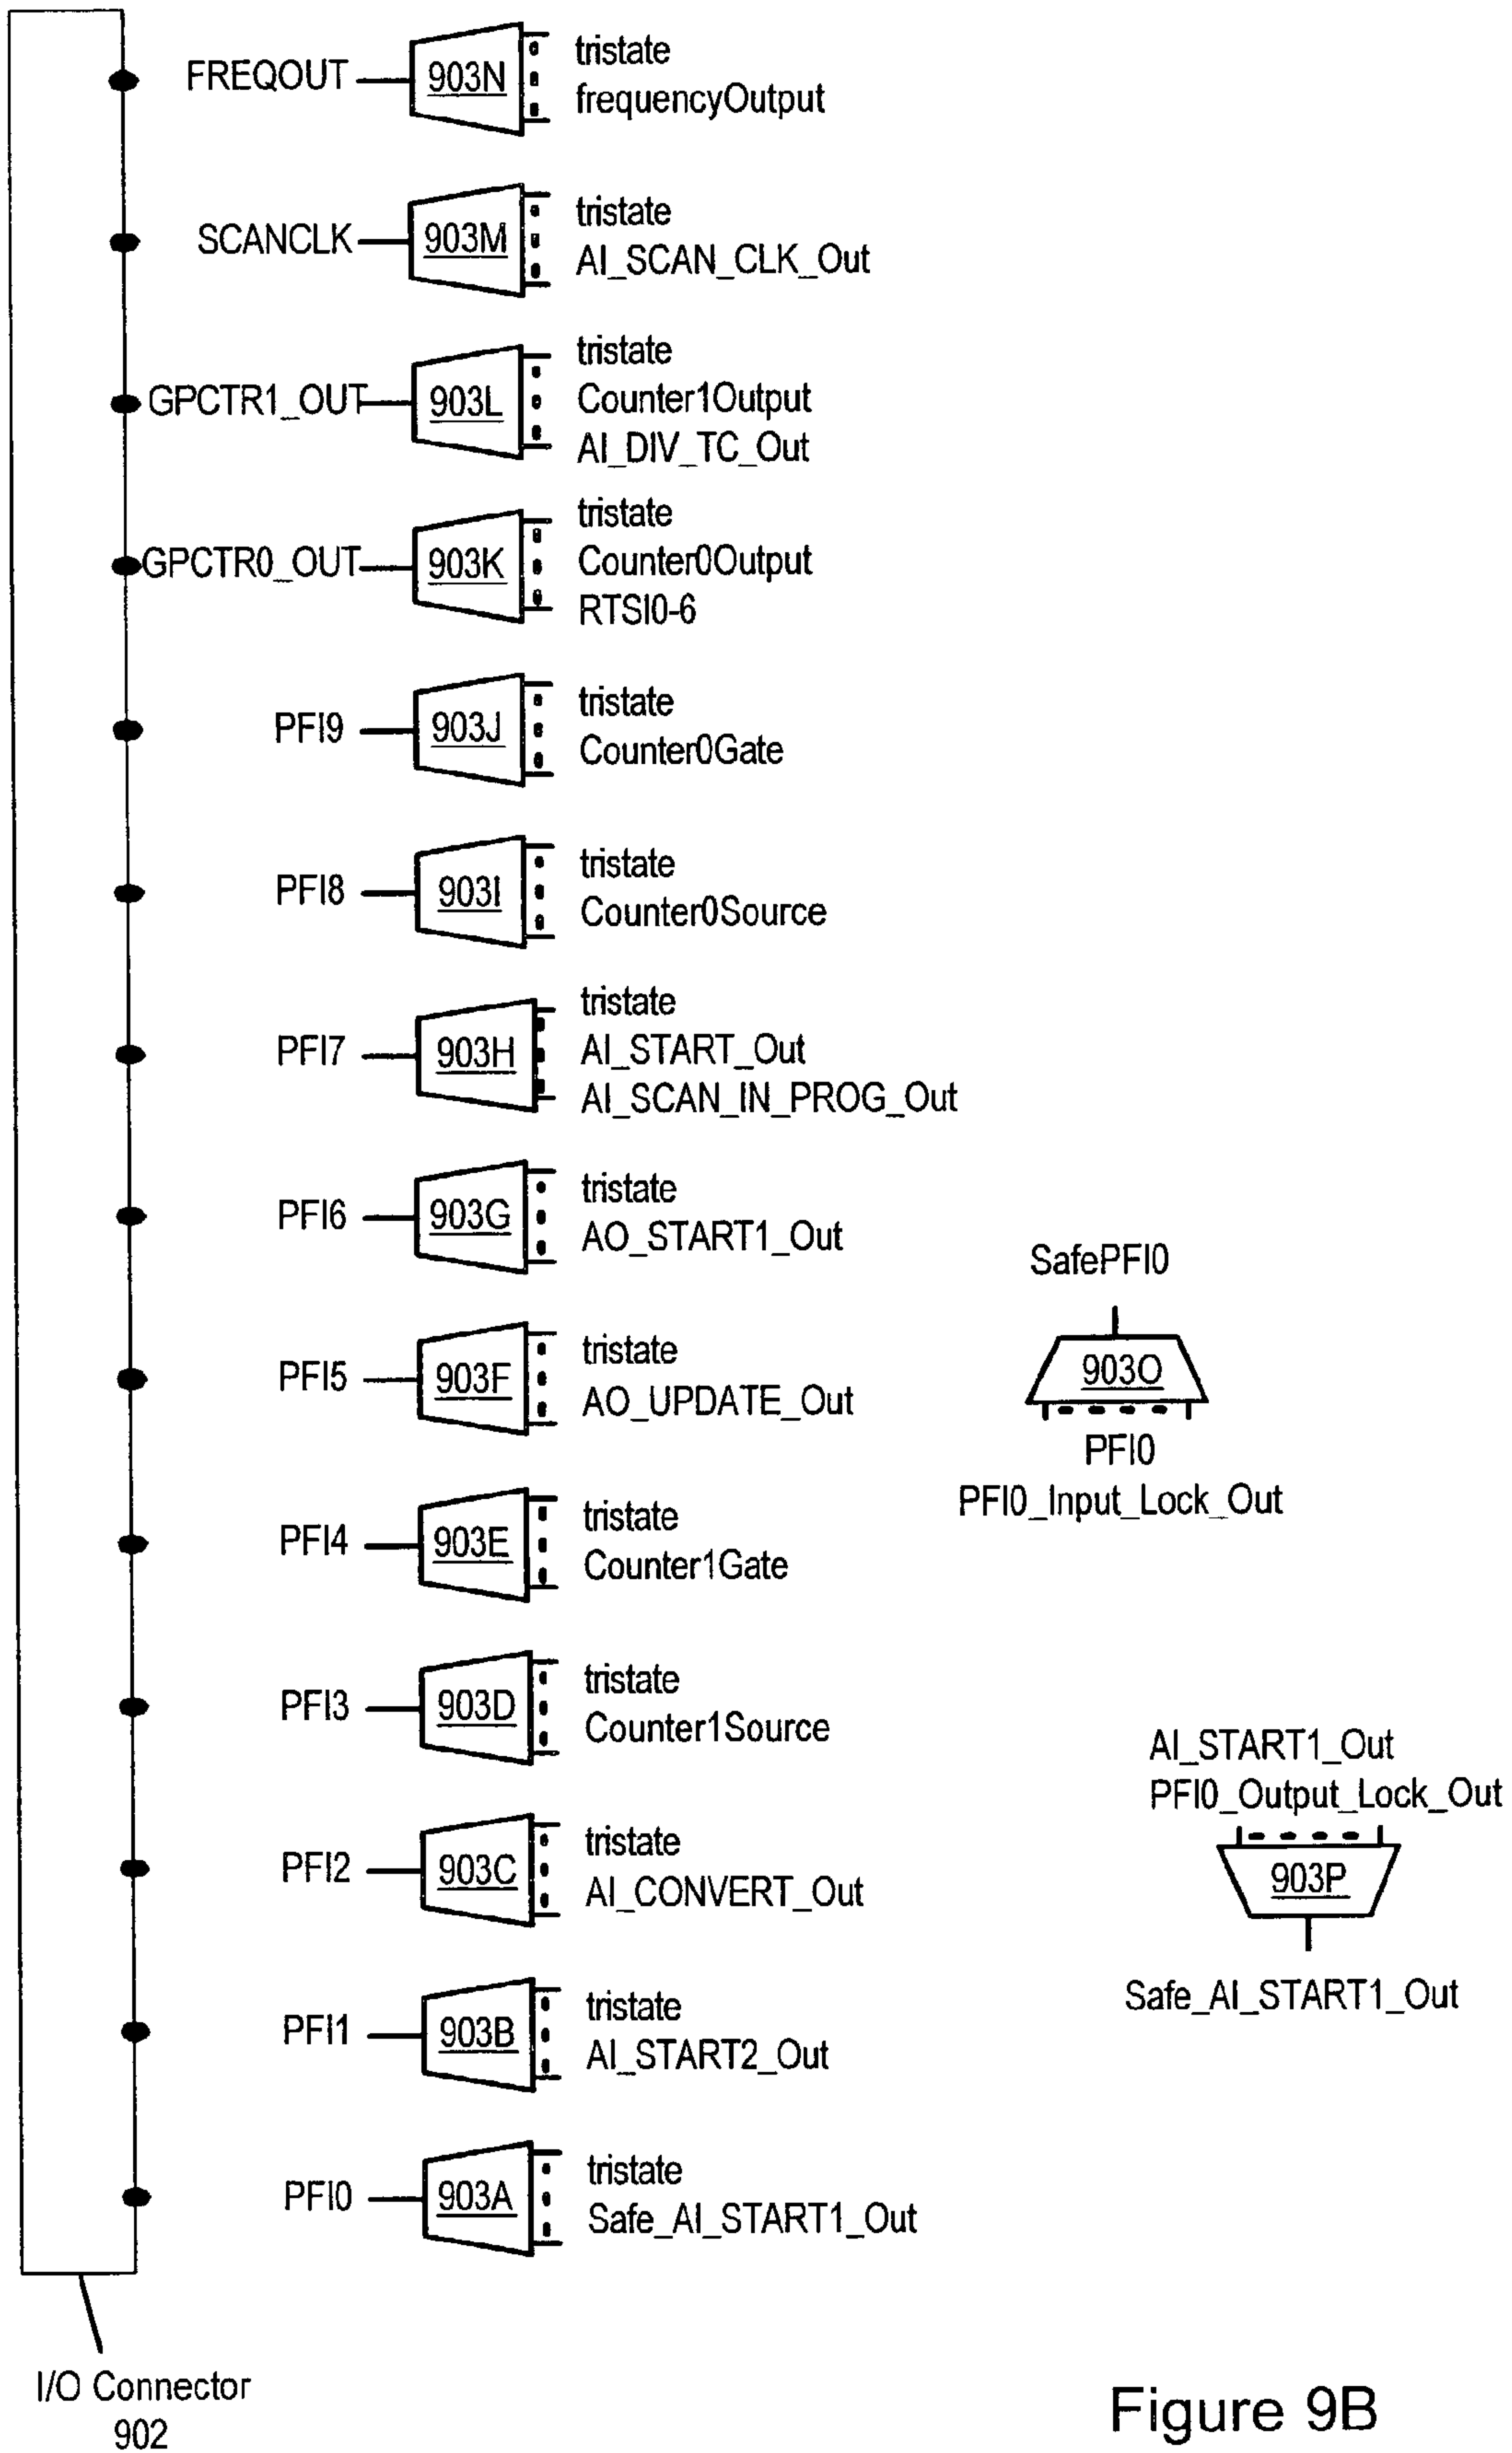 FREQOUT 903N tristate
frequencyOutput
SCANCLK 903M tristate
AI_SCAN_CLK_Out
GPCTR1_OUT 903L tristate
Counter1Output
AI_DIV_TC_Out
GPCTR0_OUT 903K tristate
Counter0Output
RTSI0-6
PFI9 903J tristate
Counter0Gate
PFI8 903I tristate
Counter0Source
PFI7 903H tristate
AI_START_Out
AI_SCAN_IN_PROG_Out
PFI6 903G tristate
AO_START1_Out
PFI5 903F tristate
AO_UPDATE_Out
SafePFI0
903O
PFI0
PFI0_Input_Lock_Out
PFI4 903E tristate
Counter1Gate
PFI3 903D tristate
Counter1Source
AI_START1_Out
PFI0_Output_Lock_Out
903P
Safe_AI_START1_Out
PFI2 903C tristate
AI_CONVERT_Out
PFI1 903B tristate
AI_START2_Out
PFI0 903A tristate
Safe_AI_START1_Out
I/O Connector
902
Figure 9B